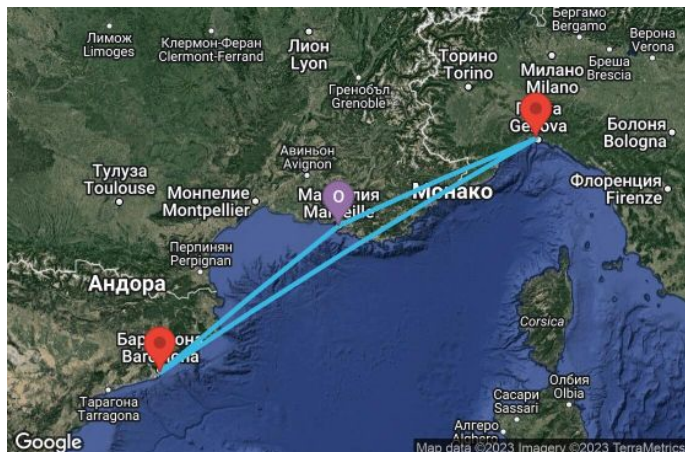 Лимож
Limoges
Клермон-Феран
Clermont-Ferrand
Лион
Lyon
Бергамо
Bergamo
Верона
Verona
Торино
Torino
Милано
Milano
Бреша
Brescia
Гренобъл
Grenoble
Genova
Болоня
Bologna
Авиньон
Avignon
Тулуза
Toulouse
Монпелие
Montpellier
O
Монако
Флоренция
Firenze
Перпинян
Perpignan
Андора
Corsica
Тарагона
Tarragona
Олбия
Olbia
Сасари
Sassari
Алгеро
Google
Map data ©2023 Imagery ©2023 TerraMetrics